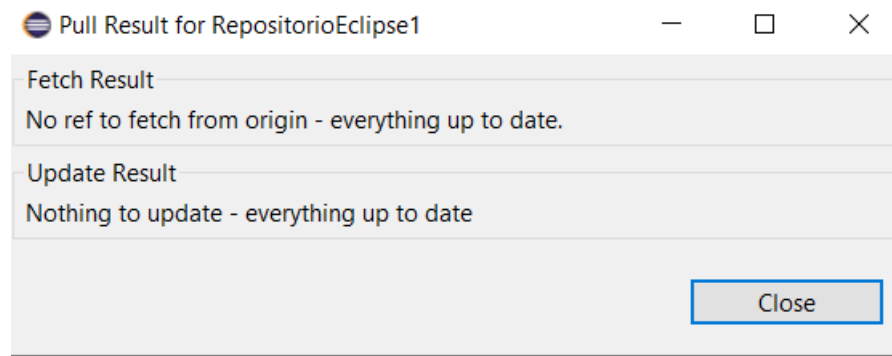 Pull Result for RepositorioEclipse1
Fetch Result
No ref to fetch from origin - everything up to date.
Update Result
Nothing to update - everything up to date
Close